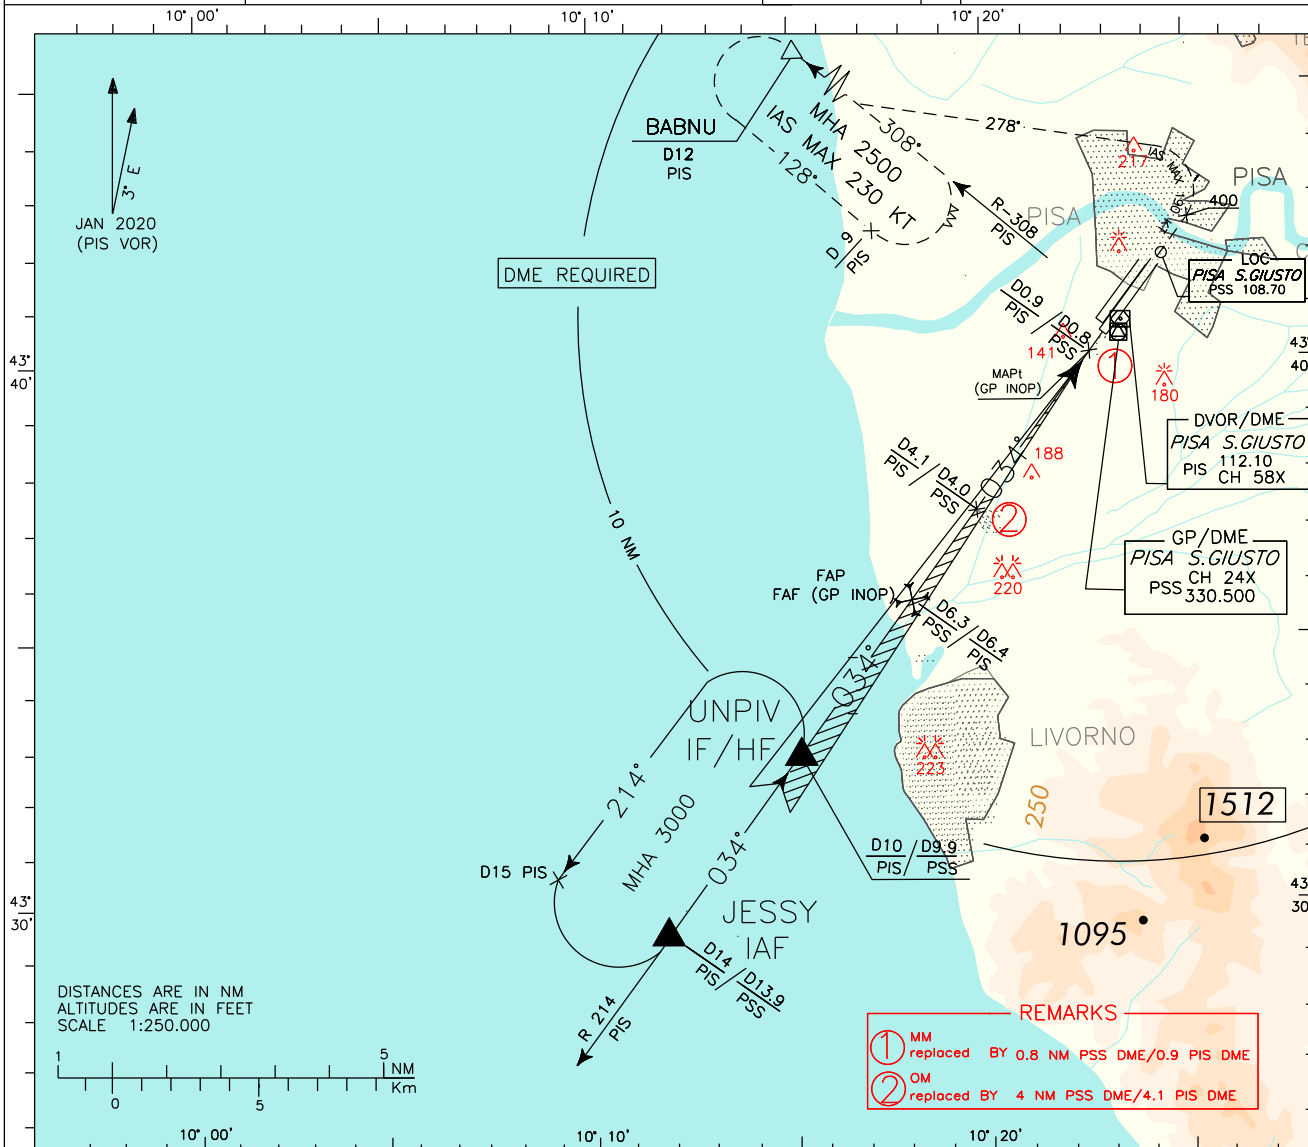 10° 00'
10° 10'
10° 20'
3° E
JAN 2020
(PIS VOR)
BABNU
D12
PIS
MHA 2500
IAS MAX 230 KT
308°
128°
278°
D 9
PIS
R-308
PIS
IAS MAX
217
PISA
PISA
400
LOC
PISA S.GIUSTO
PSS 108.70
DME REQUIRED
D0.9
PIS
D0.8
PSS
141
1
180
MAPt
(GP INOP)
43°
40'
43°
40'
DVOR/DME
PISA S.GIUSTO
PIS 112.10
CH 58X
D4.1
PIS
D4.0
PSS
034°
188
2
10 NM
GP/DME
PISA S.GIUSTO
CH 24X
PSS 330.500
FAP
FAF (GP INOP)
220
D6.3
PSS
D6.4
PIS
034°
UNPIV
IF/HF
LIVORNO
223
250
1512
214°
MHA 3000
034°
D10
PIS
D9.9
PSS
D15 PIS
43°
30'
43°
30'
JESSY
IAF
1095
D14
PIS
D13.9
PSS
R 214
PIS
DISTANCES ARE IN NM
ALTITUDES ARE IN FEET
SCALE 1:250.000
1 5 NM
Km
0 5
REMARKS
1 MM
replaced BY 0.8 NM PSS DME/0.9 PIS DME
2 OM
replaced BY 4 NM PSS DME/4.1 PIS DME
10° 00'
10° 10'
10° 20'